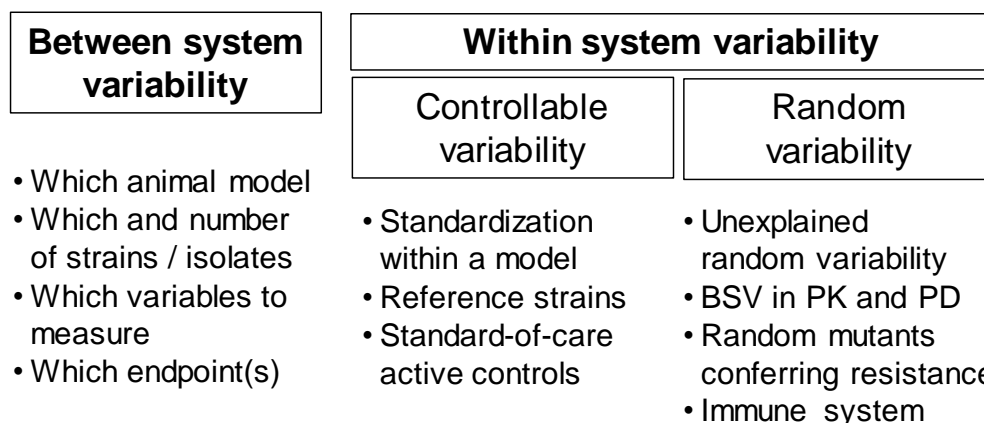 Between system
variability
Within system variability
Controllable
variability
Random
variability
• Which animal model
• Which and number
of strains / isolates
• Which variables to
measure
• Which endpoint(s)
• Standardization
within a model
• Reference strains
• Standard-of-care
active controls
• Unexplained
random variability
• BSV in PK and PD
• Random mutants
conferring resistance
• Immune system